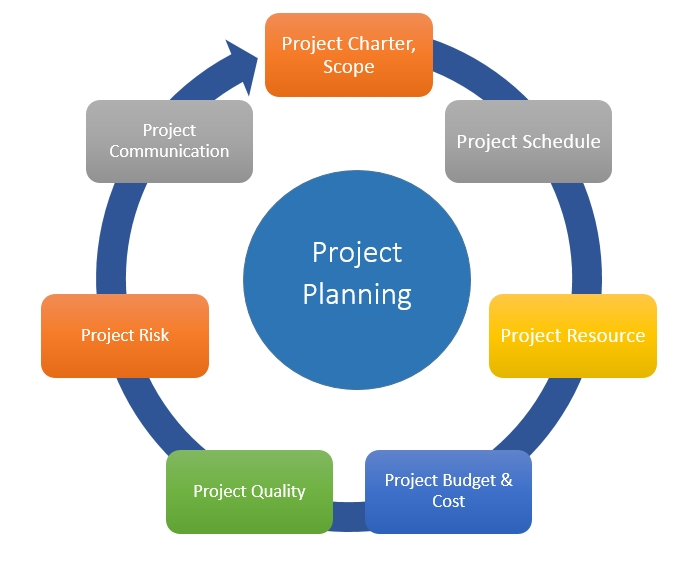 Project Charter,
Scope
Project Schedule
Project Resource
Project Budget &
Cost
Project Quality
Project Risk
Project
Communication
Project
Planning